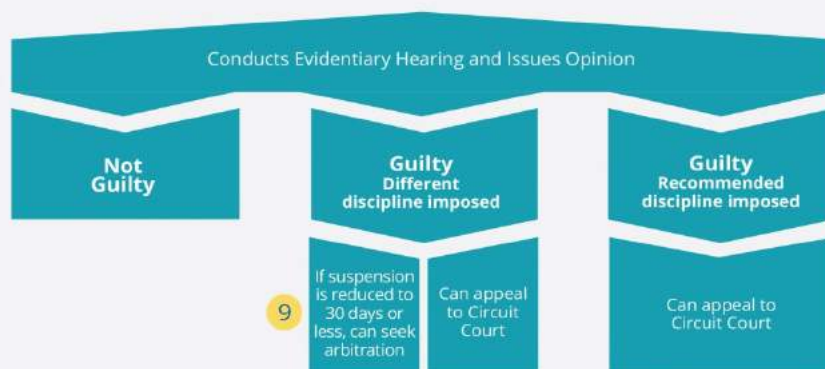 Conducts Evidentiary Hearing and Issues Opinion
Not
Guilty
Guilty
Different
discipline imposed
Guilty
Recommended
discipline imposed
9
If suspension
is reduced to
30 days or
less, can seek
arbitration
Can appeal
to Circuit
Court
Can appeal to
Circuit Court